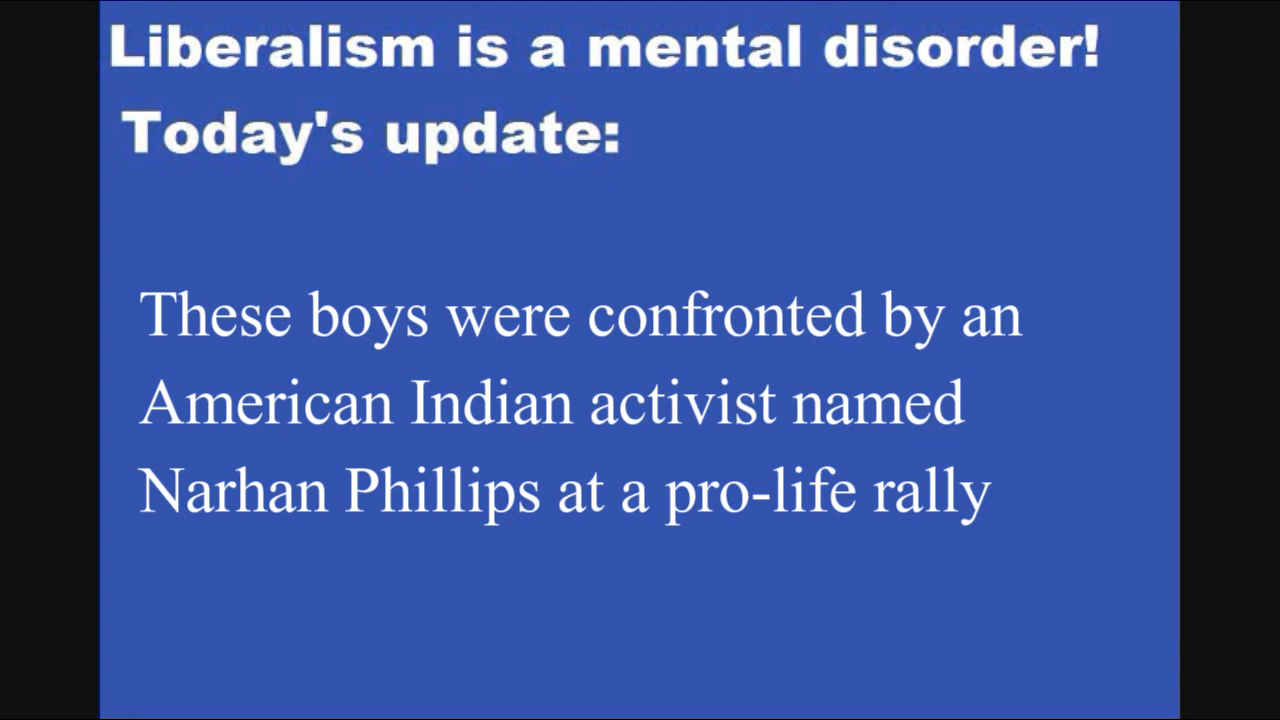 Liberalism is a mental disorder!
Today's update:
These boys were confronted by an
American Indian activist named
Narhan Phillips at a pro-life rally